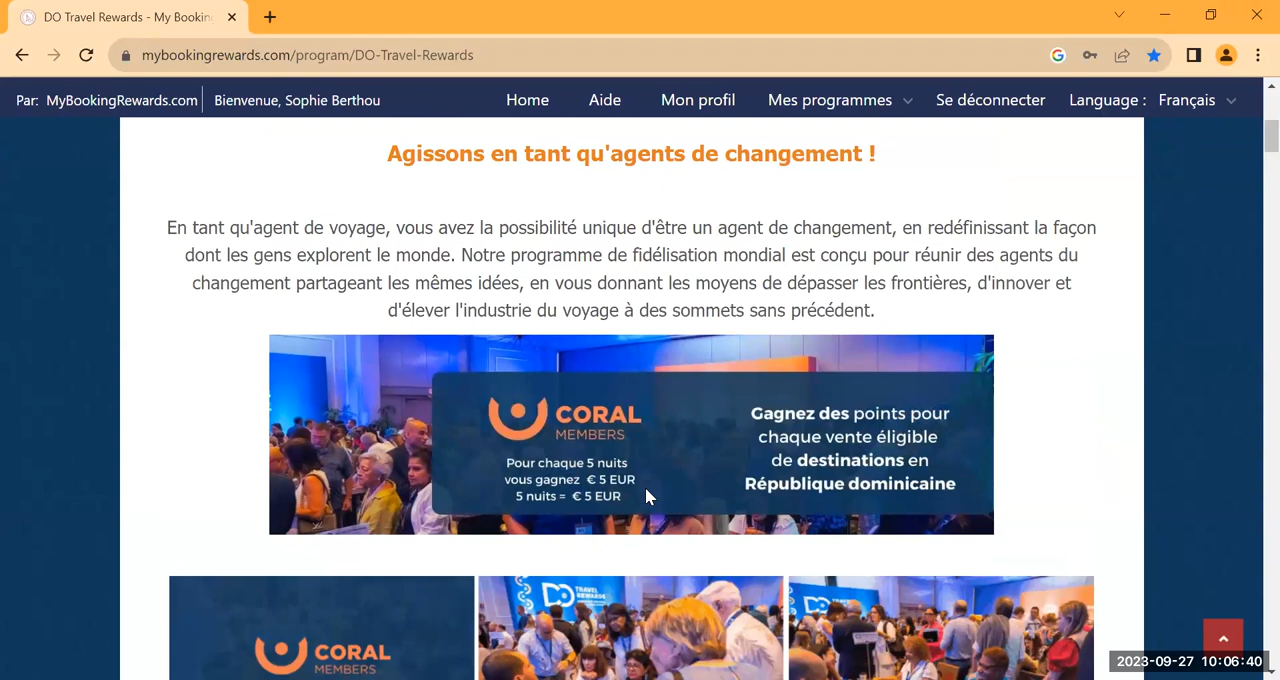 DO Travel Rewards - My Bookin
mybookingrewards.com/program/DO-Travel-Rewards
Par: MyBookingRewards.com Bienvenue, Sophie Berthou Home Aide Mon profil Mes programmes Se déconnecter Language : Français
Agissons en tant qu'agents de changement !
En tant qu'agent de voyage, vous avez la possibilité unique d'être un agent de changement, en redéfinissant la façon
dont les gens explorent le monde. Notre programme de fidélisation mondial est conçu pour réunir des agents du
changement partageant les mêmes idées, en vous donnant les moyens de dépasser les frontières, d'innover et
d'élever l'industrie du voyage à des sommets sans précédent.
CORAL
MEMBERS
Pour chaque 5 nuits
vous gagnez € 5 EUR
5 nuits = € 5 EUR
Gagnez des points pour
chaque vente éligible
de destinations en
République dominicaine
CORAL
MEMBERS
DO TRAVEL
REWARDS
DO TRAVEL
REWARDS
2023-09-27 10:06:40